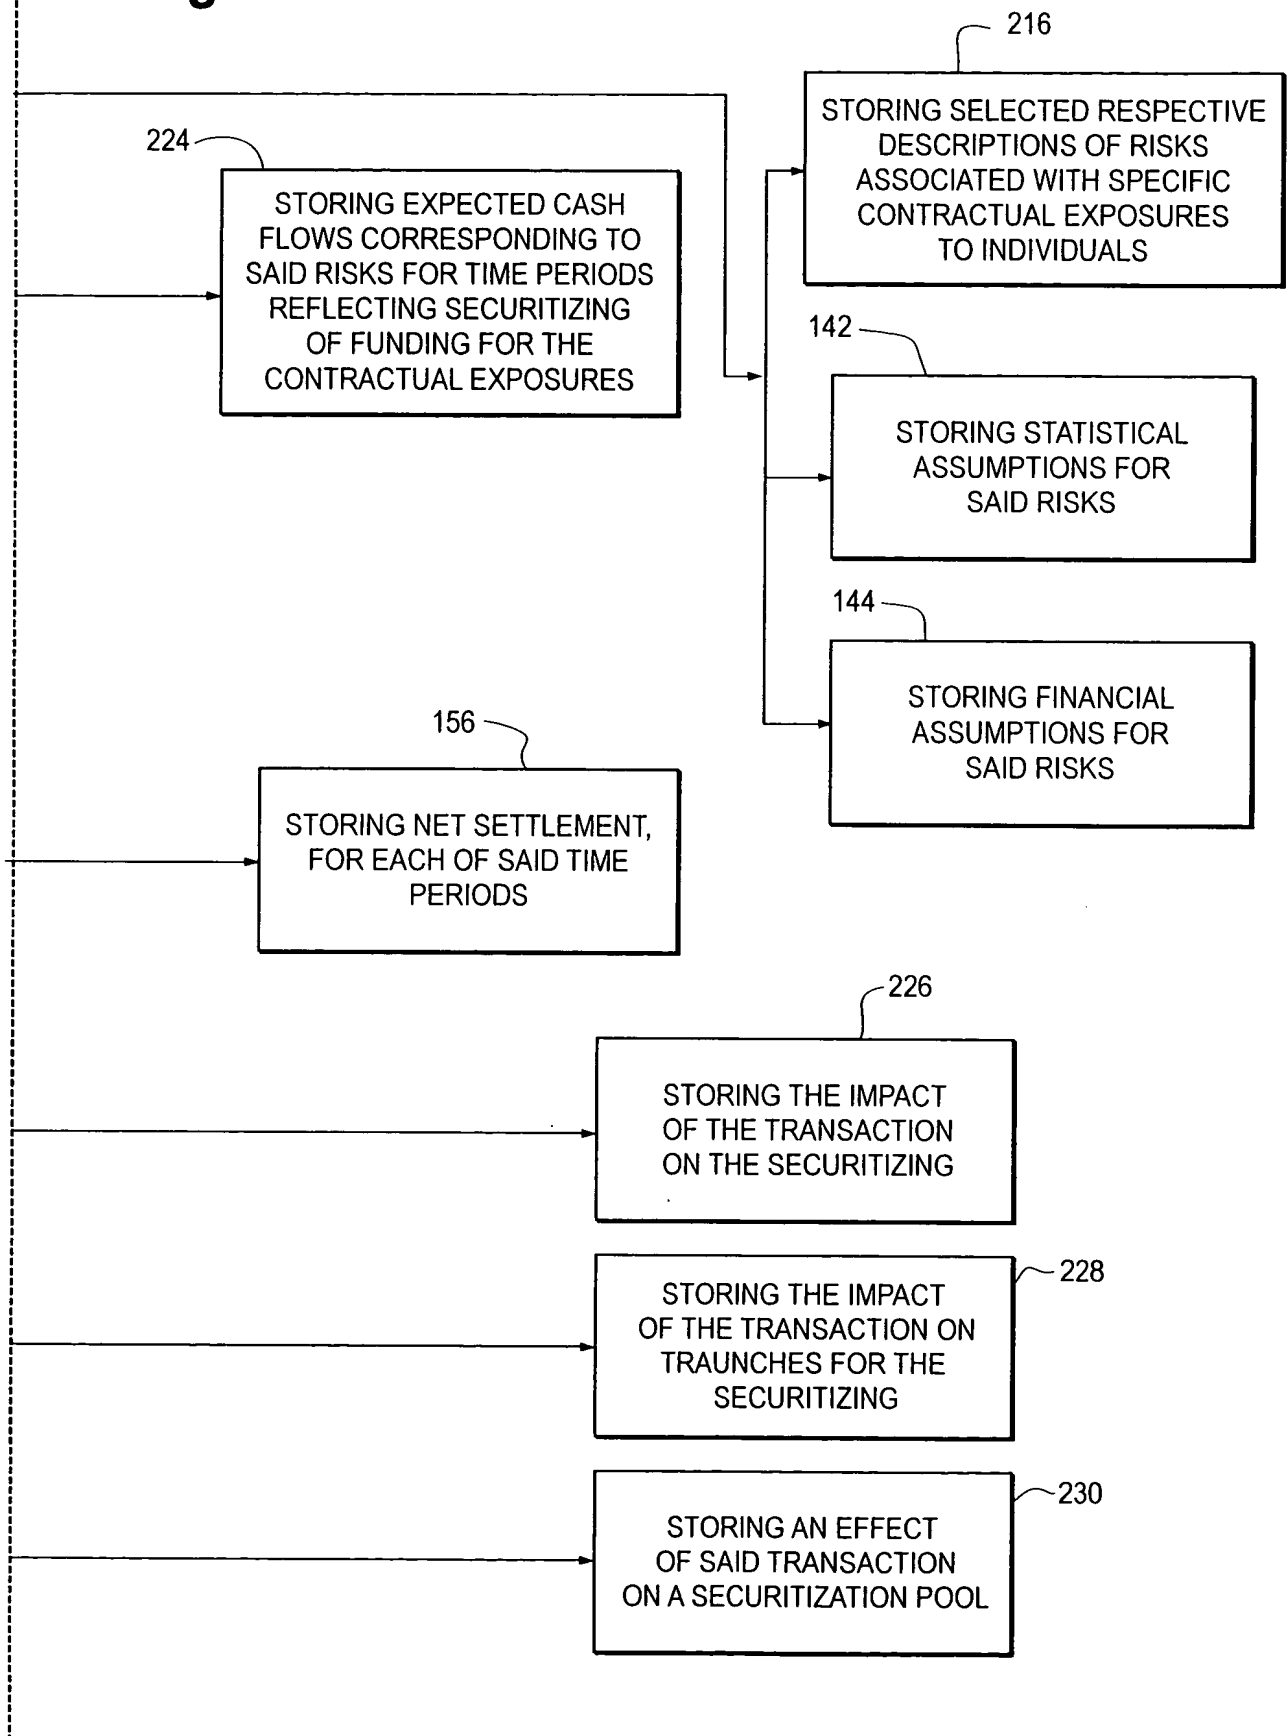 216
STORING SELECTED RESPECTIVE
DESCRIPTIONS OF RISKS
ASSOCIATED WITH SPECIFIC
CONTRACTUAL EXPOSURES
TO INDIVIDUALS
224
STORING EXPECTED CASH
FLOWS CORRESPONDING TO
SAID RISKS FOR TIME PERIODS
REFLECTING SECURITIZING
OF FUNDING FOR THE
CONTRACTUAL EXPOSURES
142
STORING STATISTICAL
ASSUMPTIONS FOR
SAID RISKS
144
STORING FINANCIAL
ASSUMPTIONS FOR
SAID RISKS
156
STORING NET SETTLEMENT,
FOR EACH OF SAID TIME
PERIODS
226
STORING THE IMPACT
OF THE TRANSACTION
ON THE SECURITIZING
228
STORING THE IMPACT
OF THE TRANSACTION ON
TRAUNCHES FOR THE
SECURITIZING
230
STORING AN EFFECT
OF SAID TRANSACTION
ON A SECURITIZATION POOL